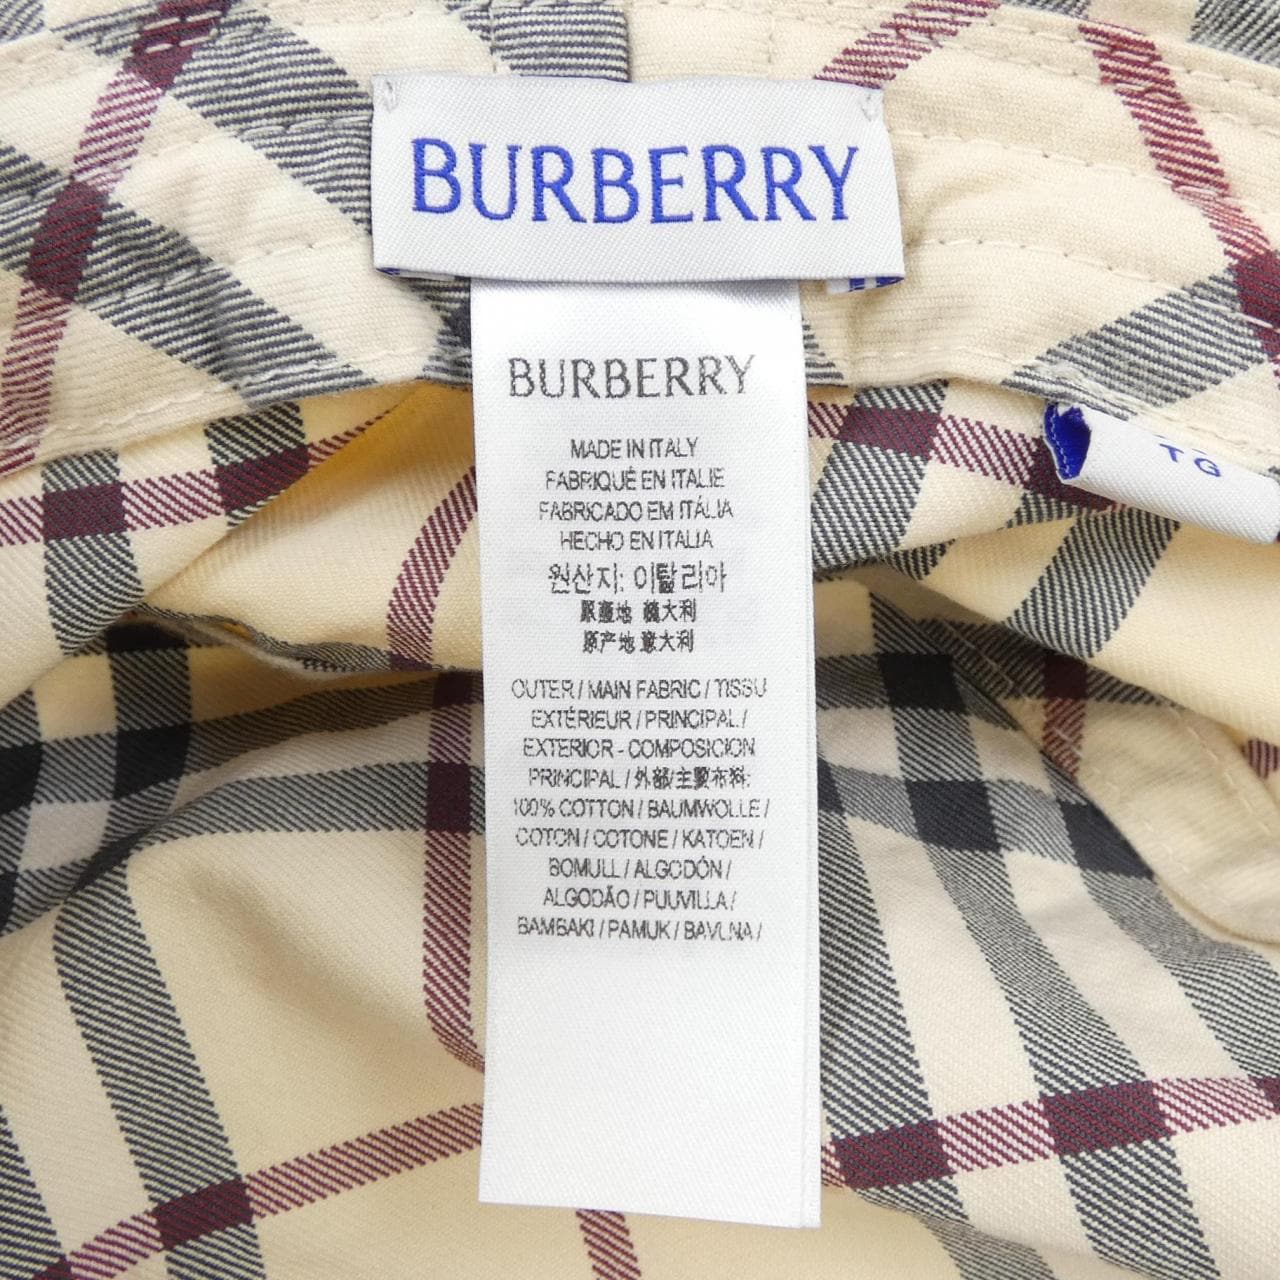 BURBERRY
BURBERRY
MADE IN ITALY
FABRIQUÉ EN ITALIE
FABRICADO EM ITÁLIA
HECHO EN ITALIA
원산지: 이탈리아
原產地 義大利
原产地 意大利
OUTER / MAIN FABRIC / TISSU
EXTÉRIEUR / PRINCIPAL /
EXTERIOR - COMPOSICION
PRINCIPAL / 外部/主要布料:
100% COTTON / BAUMWOLLE /
COTON / COTONE / KATOEN /
BOMULL / ALGODÓN /
ALGODÃO / PUUVILLA /
BAMBAKI / PAMUK / BAVLNA /
TG